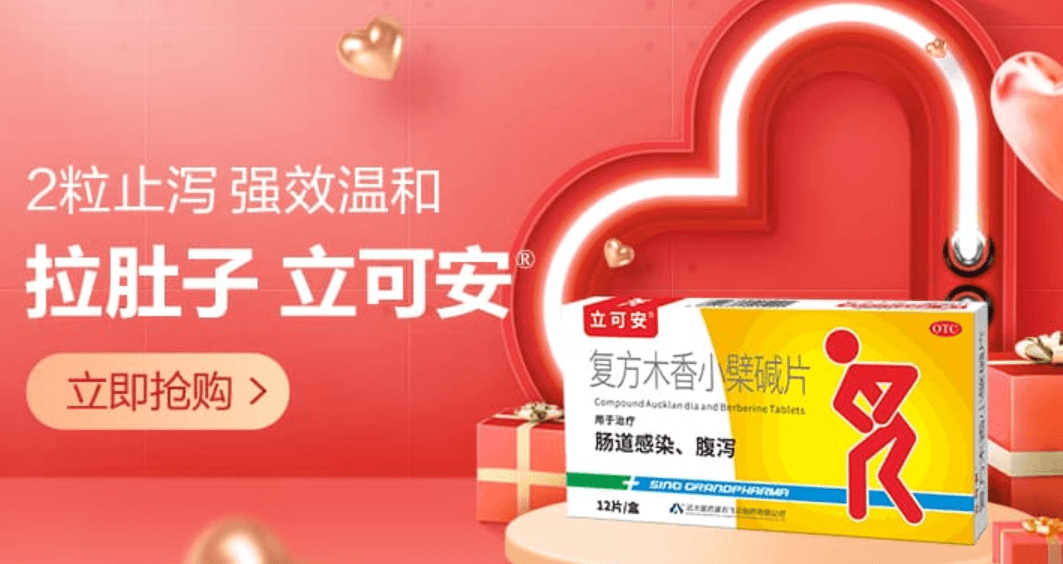 2粒止泻 强效温和
拉肚子 立可安®
立即抢购 >
立可安®
OTC
复方木香小檗碱片
Compound Aucklandia and Berberine Tablets
用于治疗
肠道感染、腹泻
SINO GRANDPHARMA
12片/盒